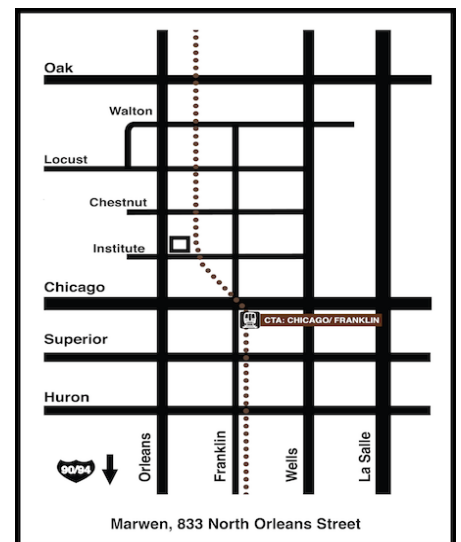 Oak
Walton
Locust
Chestnut
Institute
Chicago
CTA: CHICAGO/ FRANKLIN
Superior
Huron
Orleans
Franklin
Wells
La Salle
90/94
Marwen, 833 North Orleans Street